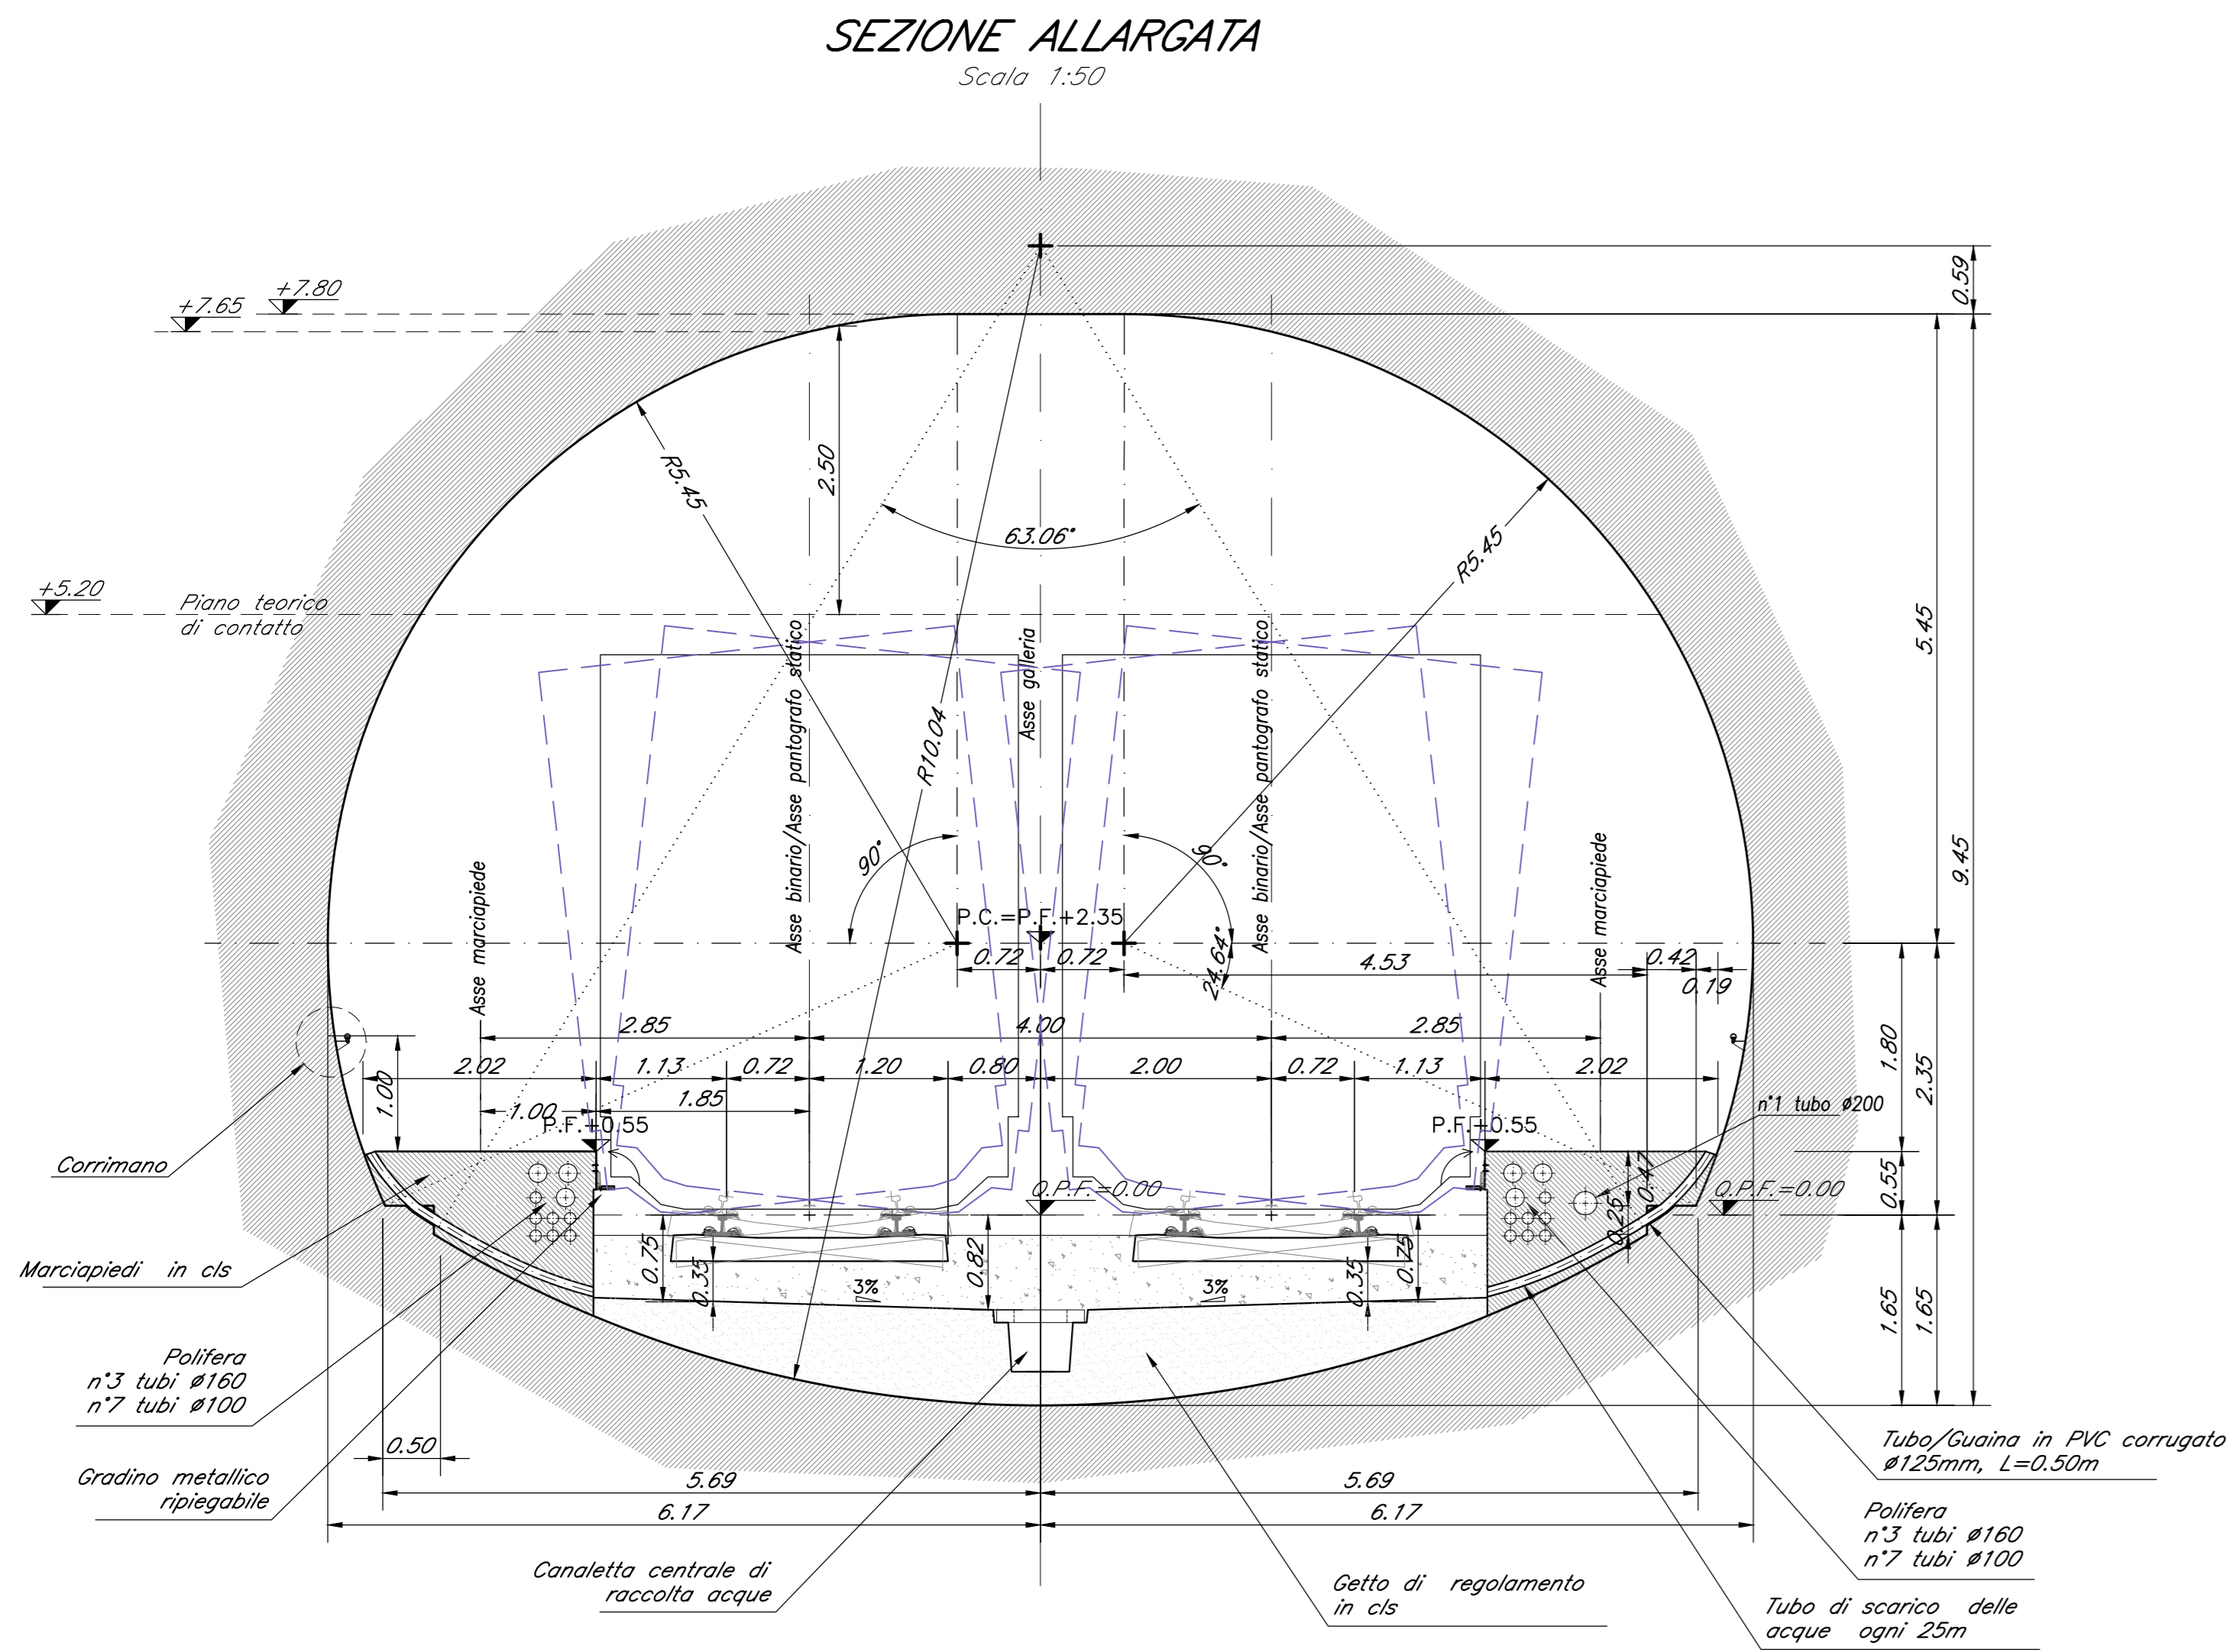 SEZIONE ALLARGATA
Scala 1:50
+7.80
+7.65
0.59
2.50
R5.45
R5.45
63.06°
5.45
9.45
+5.20
Piano teorico
di contatto
Asse binario/Asse pantografo statico
Asse galleria
Asse binario/Asse pantografo statico
R10.04
90°
90°
Asse marciapiede
Asse marciapiede
P.C.=P.F.+2.35
0.72
0.72
24.64°
4.53
0.42
0.19
2.85
4.00
2.85
1.80
2.35
1.00
2.02
1.13
0.72
1.20
0.80
2.00
0.72
1.13
2.02
1.00
1.85
n°1 tubo ø200
P.F.+0.55
P.F.+0.55
Corrimano
0.47
0.55
Q.P.F.=0.00
Q.P.F.=0.00
0.25
Marciapiedi in cls
0.75
0.35
0.82
3%
3%
0.35
0.75
1.65
1.65
Polifera
n°3 tubi ø160
n°7 tubi ø100
0.50
Gradino metallico
ripiegabile
5.69
5.69
6.17
6.17
Tubo/Guaina in PVC corrugato
ø125mm, L=0.50m
Polifera
n°3 tubi ø160
n°7 tubi ø100
Canaletta centrale di
raccolta acque
Getto di regolamento
in cls
Tubo di scarico delle
acque ogni 25m